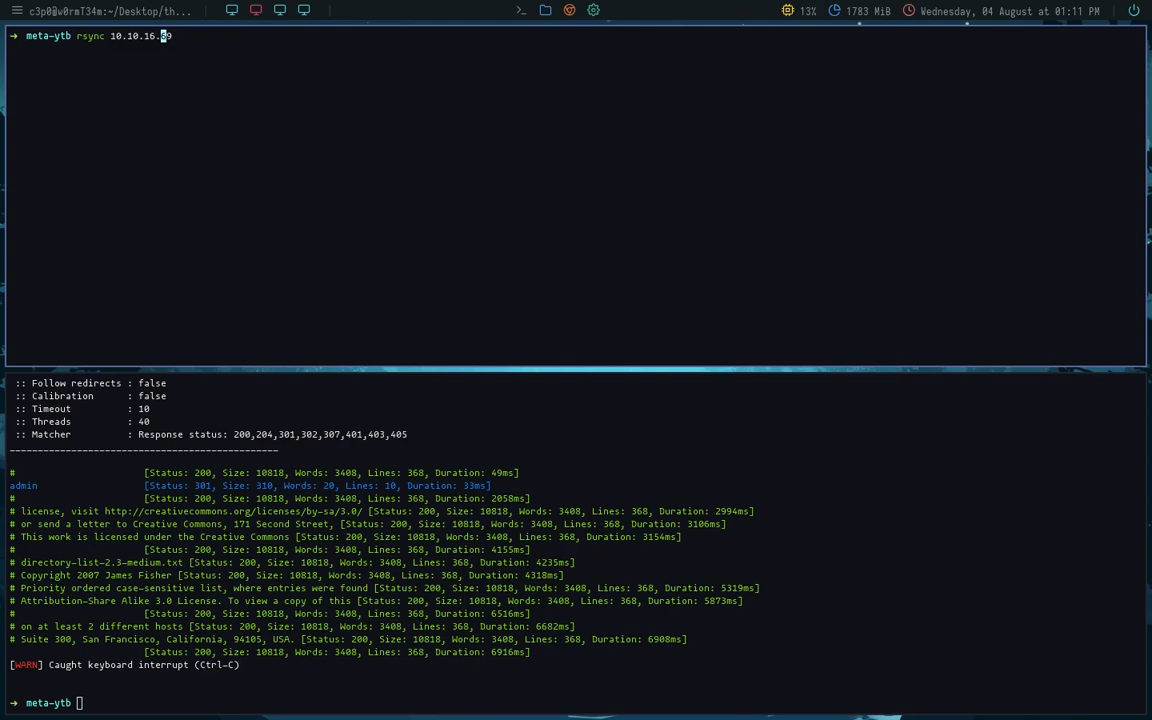 c3p0@w0rmT34m:~/Desktop/th... 13% 1783 MiB Wednesday, 04 August at 01:11 PM
➜ meta-ytb rsync 10.10.16.69
:: Follow redirects : false
:: Calibration : false
:: Timeout : 10
:: Threads : 40
:: Matcher : Response status: 200,204,301,302,307,401,403,405
________________________________________________
# [Status: 200, Size: 10818, Words: 3408, Lines: 368, Duration: 49ms]
admin [Status: 301, Size: 310, Words: 20, Lines: 10, Duration: 33ms]
# [Status: 200, Size: 10818, Words: 3408, Lines: 368, Duration: 2058ms]
# license, visit http://creativecommons.org/licenses/by-sa/3.0/ [Status: 200, Size: 10818, Words: 3408, Lines: 368, Duration: 2994ms]
# or send a letter to Creative Commons, 171 Second Street, [Status: 200, Size: 10818, Words: 3408, Lines: 368, Duration: 3106ms]
# This work is licensed under the Creative Commons [Status: 200, Size: 10818, Words: 3408, Lines: 368, Duration: 3154ms]
# [Status: 200, Size: 10818, Words: 3408, Lines: 368, Duration: 4155ms]
# directory-list-2.3-medium.txt [Status: 200, Size: 10818, Words: 3408, Lines: 368, Duration: 4235ms]
# Copyright 2007 James Fisher [Status: 200, Size: 10818, Words: 3408, Lines: 368, Duration: 4318ms]
# Priority ordered case-sensitive list, where entries were found [Status: 200, Size: 10818, Words: 3408, Lines: 368, Duration: 5319ms]
# Attribution-Share Alike 3.0 License. To view a copy of this [Status: 200, Size: 10818, Words: 3408, Lines: 368, Duration: 5873ms]
# [Status: 200, Size: 10818, Words: 3408, Lines: 368, Duration: 6516ms]
# on at least 2 different hosts [Status: 200, Size: 10818, Words: 3408, Lines: 368, Duration: 6682ms]
# Suite 300, San Francisco, California, 94105, USA. [Status: 200, Size: 10818, Words: 3408, Lines: 368, Duration: 6908ms]
[Status: 200, Size: 10818, Words: 3408, Lines: 368, Duration: 6916ms]
[WARN] Caught keyboard interrupt (Ctrl-C)
➜ meta-ytb